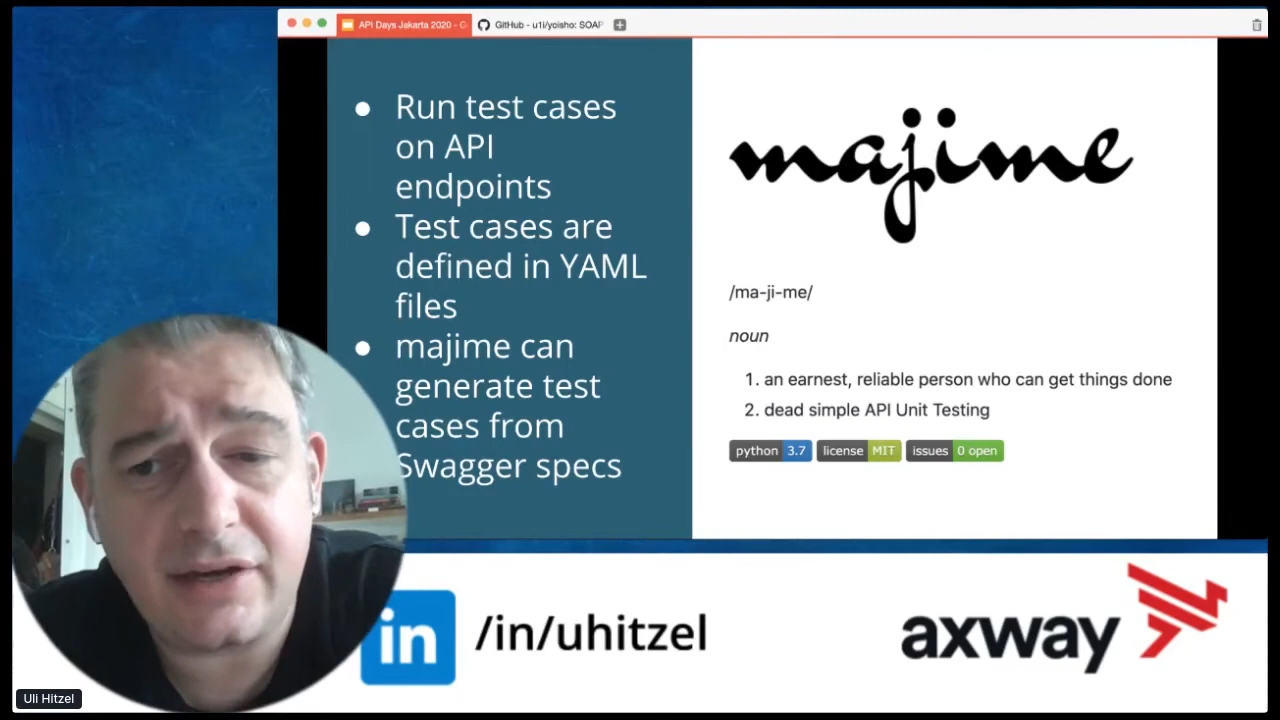 API Days Jakarta 2020 - C
GitHub - u1i/yoisho: SOAP
● Run test cases
on API
endpoints
● Test cases are
defined in YAML
files
● majime can
generate test
cases from
Swagger specs
majime
/ma-ji-me/
noun
1. an earnest, reliable person who can get things done
2. dead simple API Unit Testing
python 3.7 license MIT issues 0 open
in /in/uhitzel
axway
Uli Hitzel